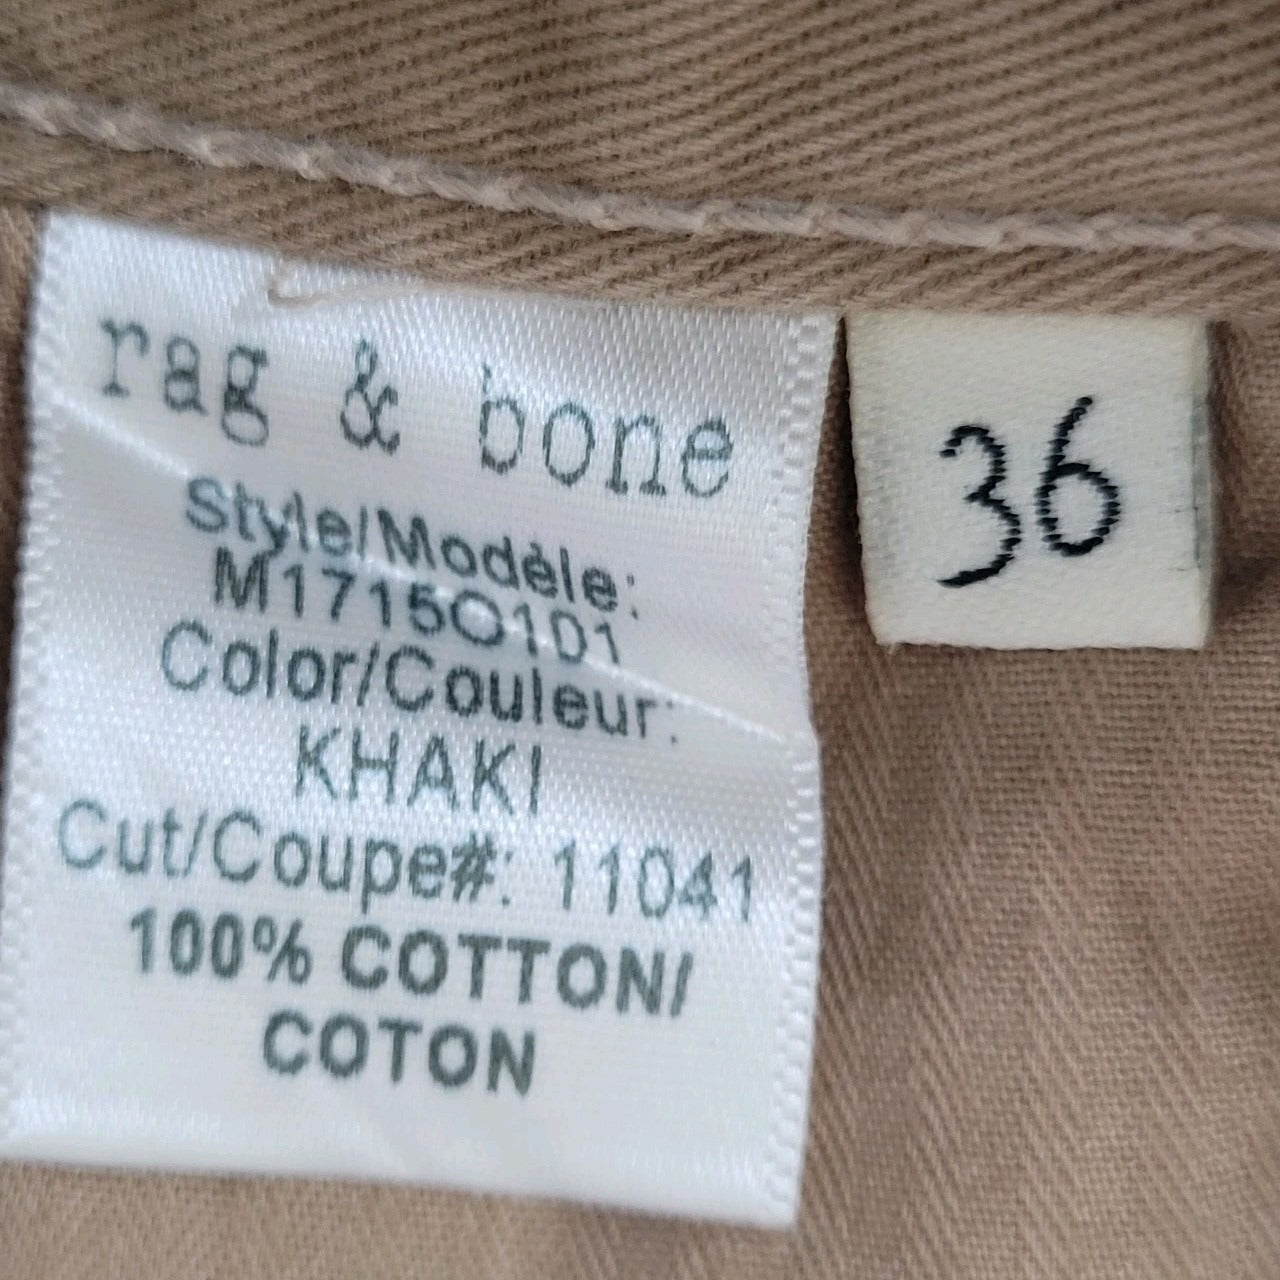 rag & bone
36
Style/Modèle:
M1715O101
Color/Couleur:
KHAKI
Cut/Coupe#: 11041
100% COTTON/
COTON